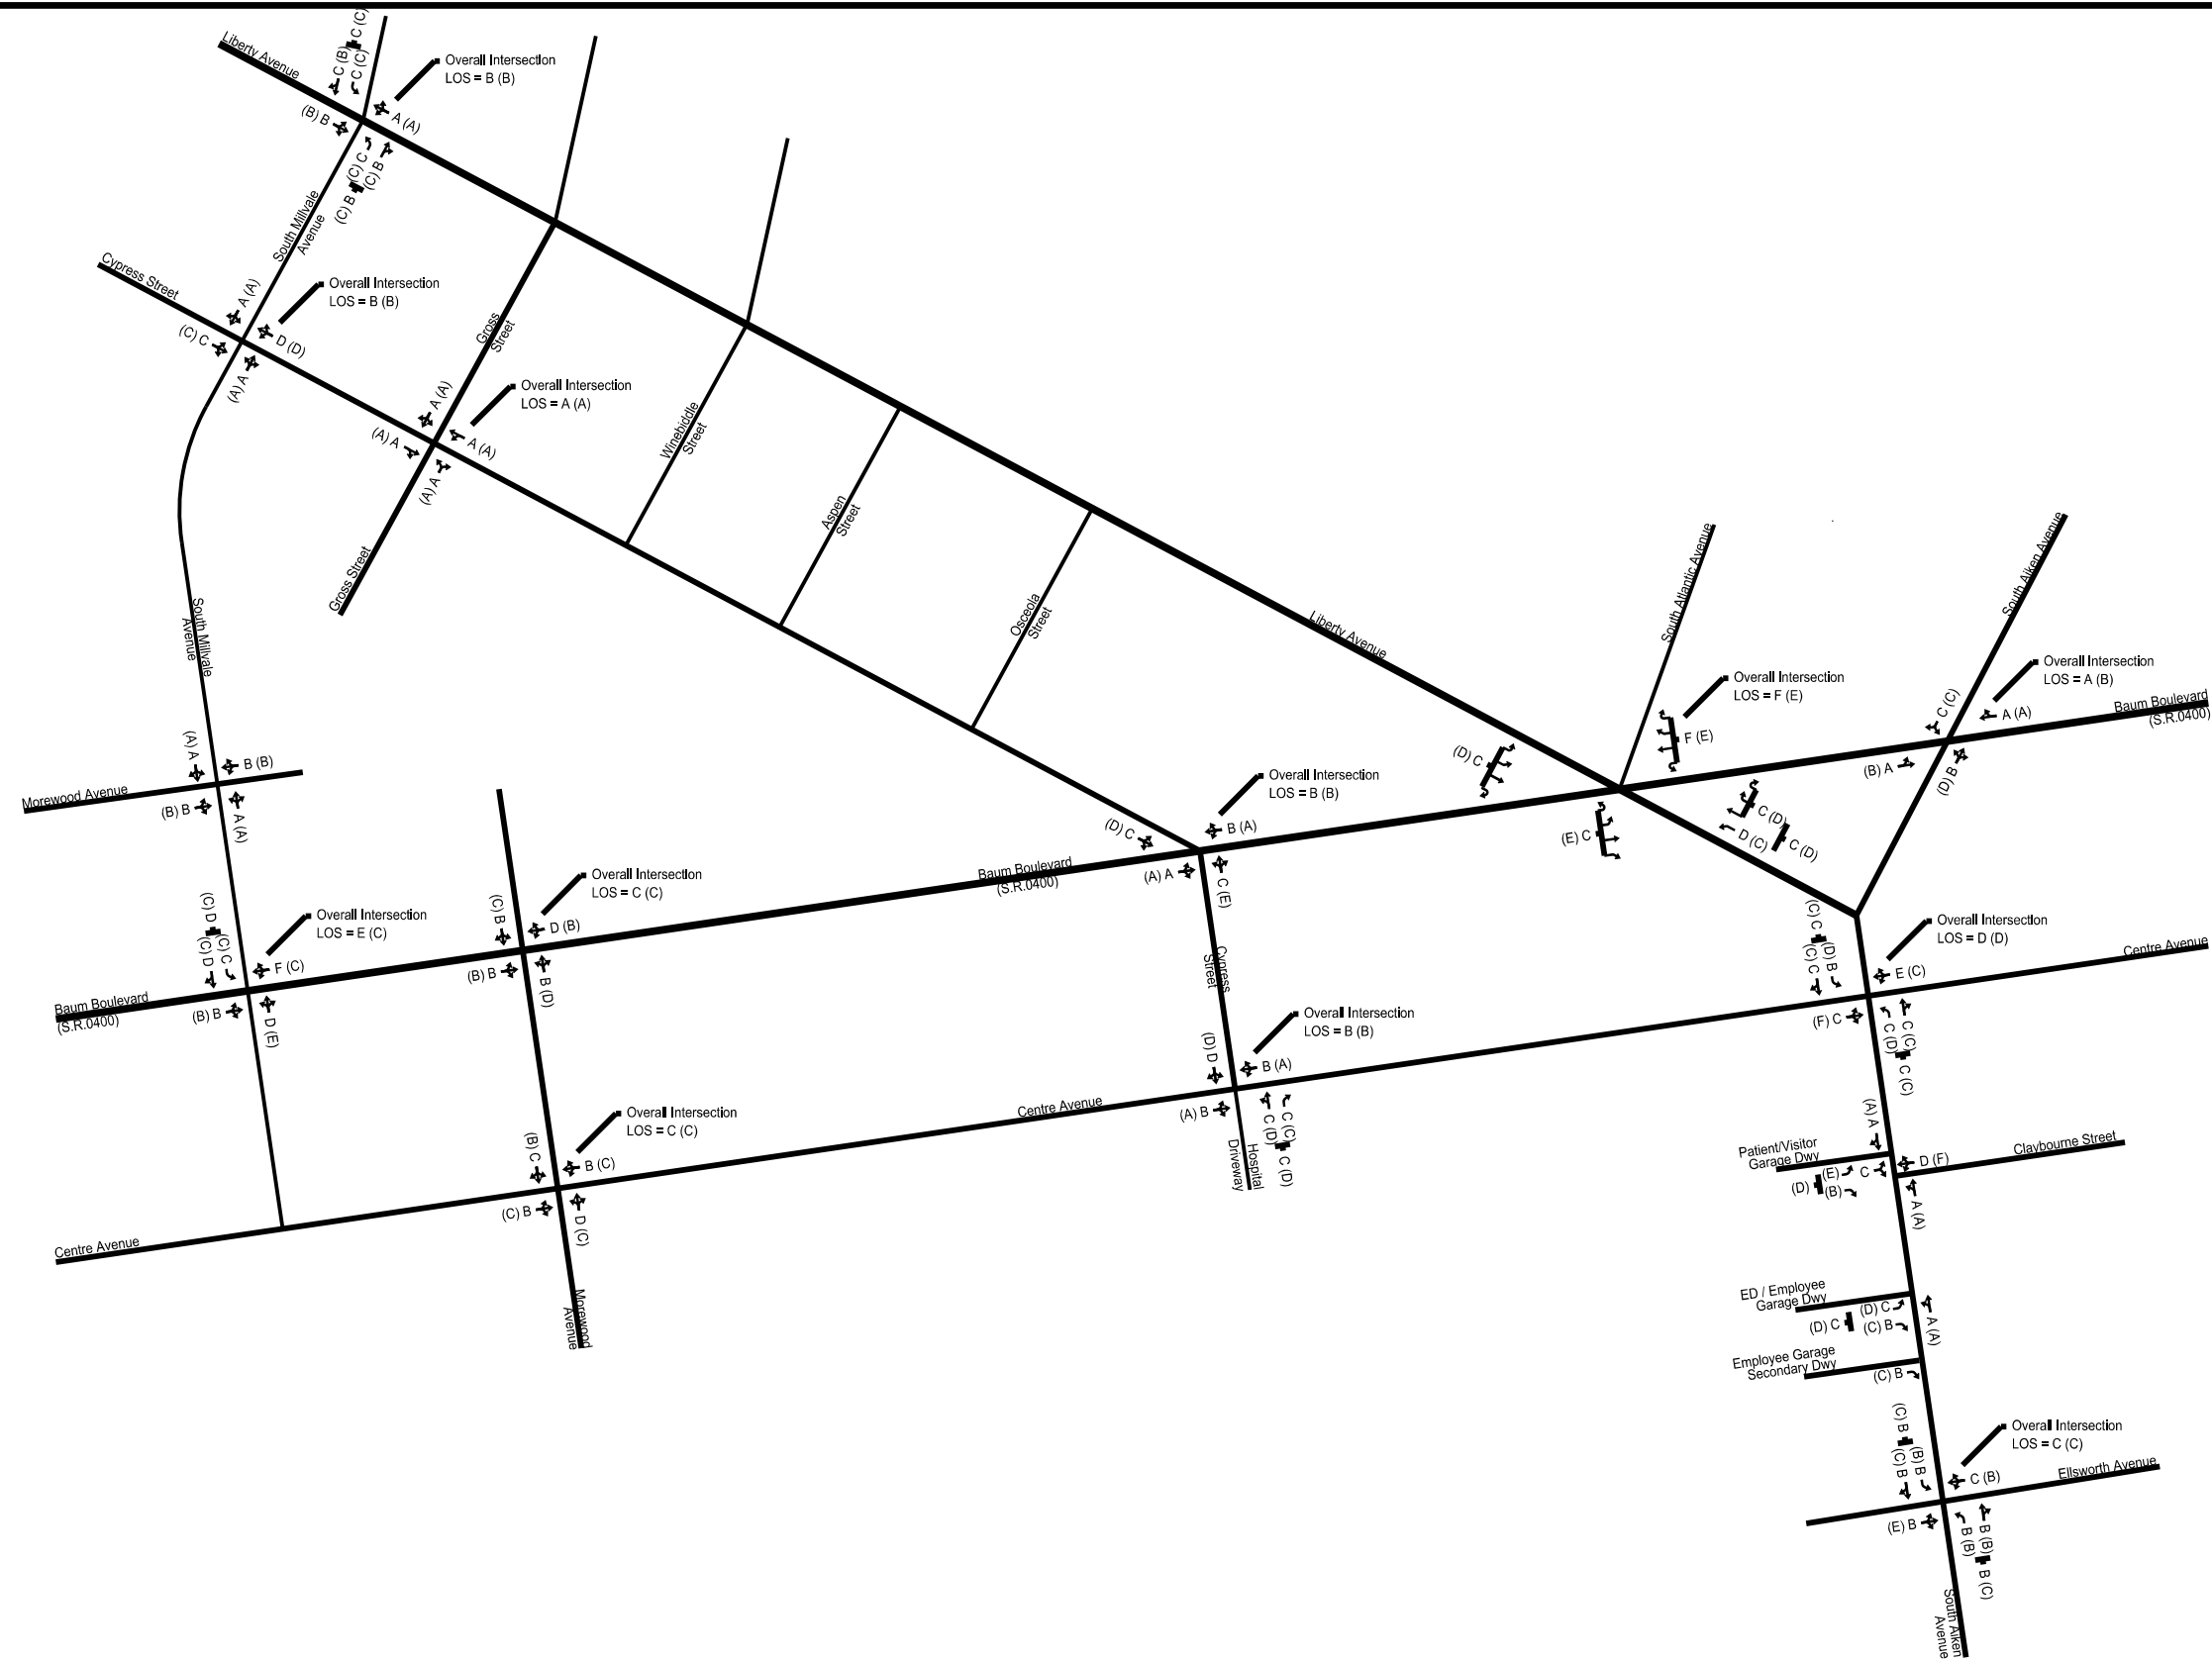 C (C)
C (B)
C (C)
Liberty Avenue
Overall Intersection
LOS = B (B)
(B) B
A (A)
(C) C
(C) B
(C) B
South Millvale
Avenue
Cypress Street
A (A)
Overall Intersection
LOS = B (B)
(C) C
D (D)
(A) A
Gross
Street
Overall Intersection
LOS = A (A)
A (A)
(A) A
A (A)
(A) A
Winebiddle
Street
Aspen
Street
Osceola
Street
Gross Street
Liberty Avenue
South Millvale
Avenue
South Atlantic Avenue
South Aiken Avenue
Overall Intersection
LOS = F (E)
Overall Intersection
LOS = A (B)
C (C)
A (A)
Baum Boulevard
(S.R.0400)
F (E)
(D) C
(B) A
(D) B
(A) A
B (B)
Morewood Avenue
(B) B
A (A)
Overall Intersection
LOS = B (B)
(D) C
B (A)
(E) C
C (D)
D (C)
C (D)
(A) A
C (E)
Baum Boulevard
(S.R.0400)
Overall Intersection
LOS = C (C)
(C) B
D (B)
(B) B
B (D)
(C) D
(C) D
(C) C
Overall Intersection
LOS = E (C)
F (C)
Baum Boulevard
(S.R.0400)
(B) B
D (E)
Cypress
Street
(C) C
(C) C
(D) B
Overall Intersection
LOS = D (D)
E (C)
Centre Avenue
(F) C
C (D)
C (C)
C (C)
Overall Intersection
LOS = B (B)
(D) D
B (A)
(A) B
C (D)
C (C)
C (D)
Hospital
Driveway
Centre Avenue
Overall Intersection
LOS = C (C)
(B) C
B (C)
(C) B
D (C)
Centre Avenue
Morewood
Avenue
(A) A
Patient/Visitor
Garage Dwy
Claybourne Street
D (F)
(E)
C
(D)
(B)
A (A)
ED / Employee
Garage Dwy
(D) C
(D) C
(C) B
A (A)
Employee Garage
Secondary Dwy
(C) B
(C) B
(C) B
(B) B
Overall Intersection
LOS = C (C)
C (B)
Ellsworth Avenue
(E) B
B (B)
B (B)
B (C)
South Aiken
Avenue